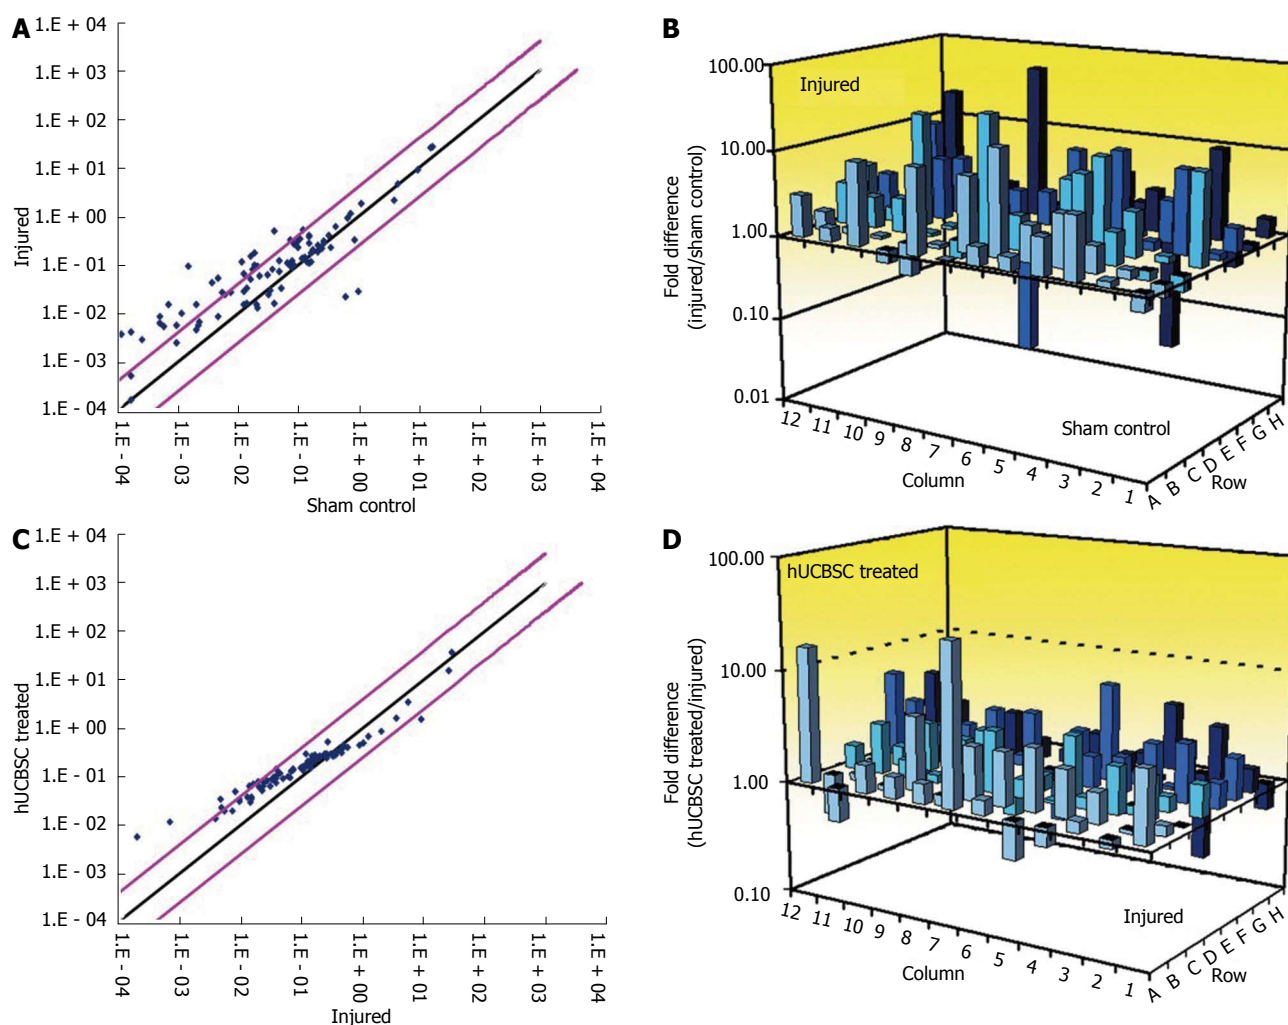 A
1.E + 04
1.E + 03
1.E + 02
1.E + 01
1.E + 00
1.E - 01
1.E - 02
1.E - 03
1.E - 04
Injured
1.E - 04
1.E - 03
1.E - 02
1.E - 01
1.E + 00
1.E + 01
1.E + 02
1.E + 03
1.E + 04
Sham control
B
100.00
10.00
1.00
0.10
0.01
Fold difference
(injured/sham control)
Injured
Sham control
12 11 10 9 8 7 6 5 4 3 2 1
Column
A B C D E F G H
Row
C
1.E + 04
1.E + 03
1.E + 02
1.E + 01
1.E + 00
1.E - 01
1.E - 02
1.E - 03
1.E - 04
hUCBSC treated
1.E - 04
1.E - 03
1.E - 02
1.E - 01
1.E + 00
1.E + 01
1.E + 02
1.E + 03
1.E + 04
Injured
D
100.00
10.00
1.00
0.10
Fold difference
(hUCBSC treated/injured)
hUCBSC treated
Injured
12 11 10 9 8 7 6 5 4 3 2 1
Column
A B C D E F G H
Row